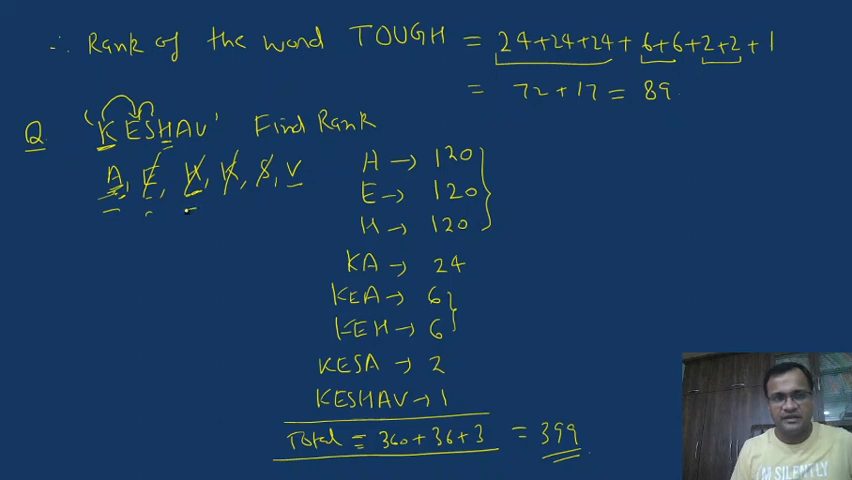 ∴ Rank of the word TOUGH = 24+24+24 + 6+6+2+2+1
= 72+17 = 89
Q 'KESHAV' Find Rank
A, E, H, K, S, V
A → 120
E → 120
H → 120
KA → 24
KEA → 6
KEH → 6
KESA → 2
KESHAV → 1
Total = 360+36+3 = 399
I'M SILENTLY